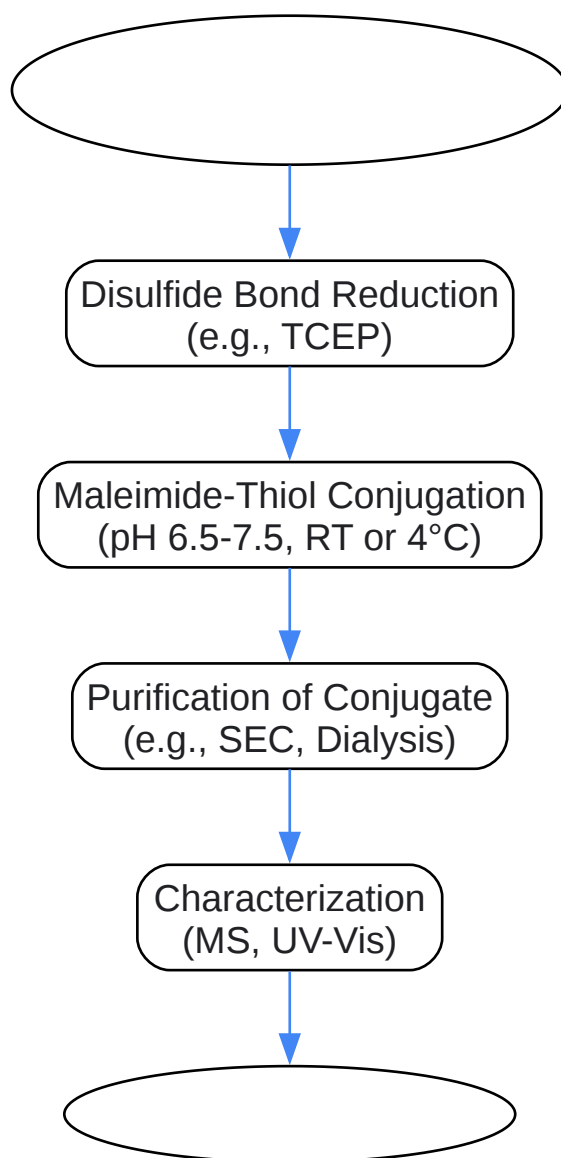 Disulfide Bond Reduction
(e.g., TCEP)
Maleimide-Thiol Conjugation
(pH 6.5-7.5, RT or 4°C)
Purification of Conjugate
(e.g., SEC, Dialysis)
Characterization
(MS, UV-Vis)